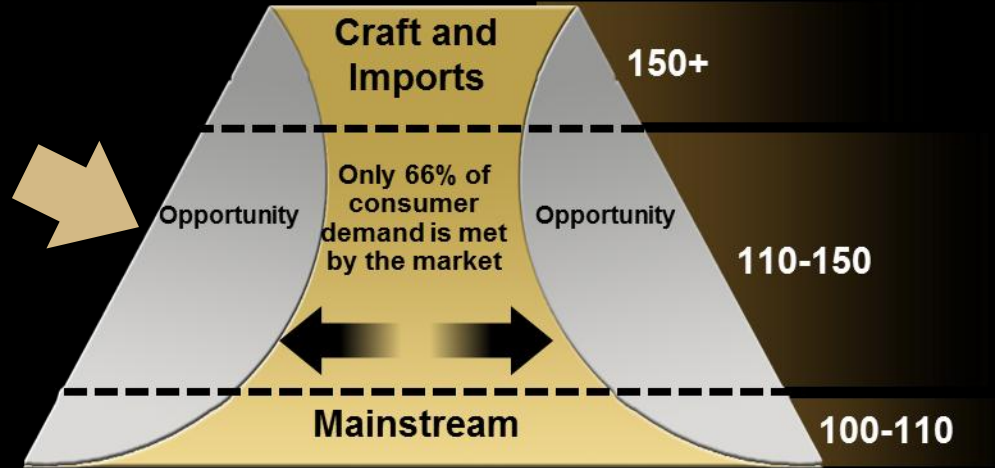 Craft and
Imports
150+
Only 66% of
consumer
demand is met
by the market
Opportunity
Opportunity
110-150
Mainstream
100-110